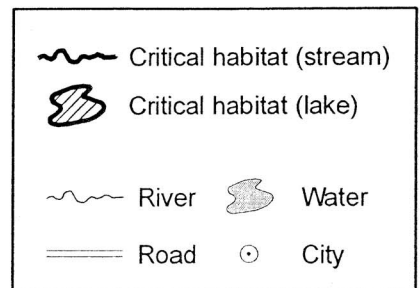 Critical habitat (stream)
Critical habitat (lake)
River Water
Road City